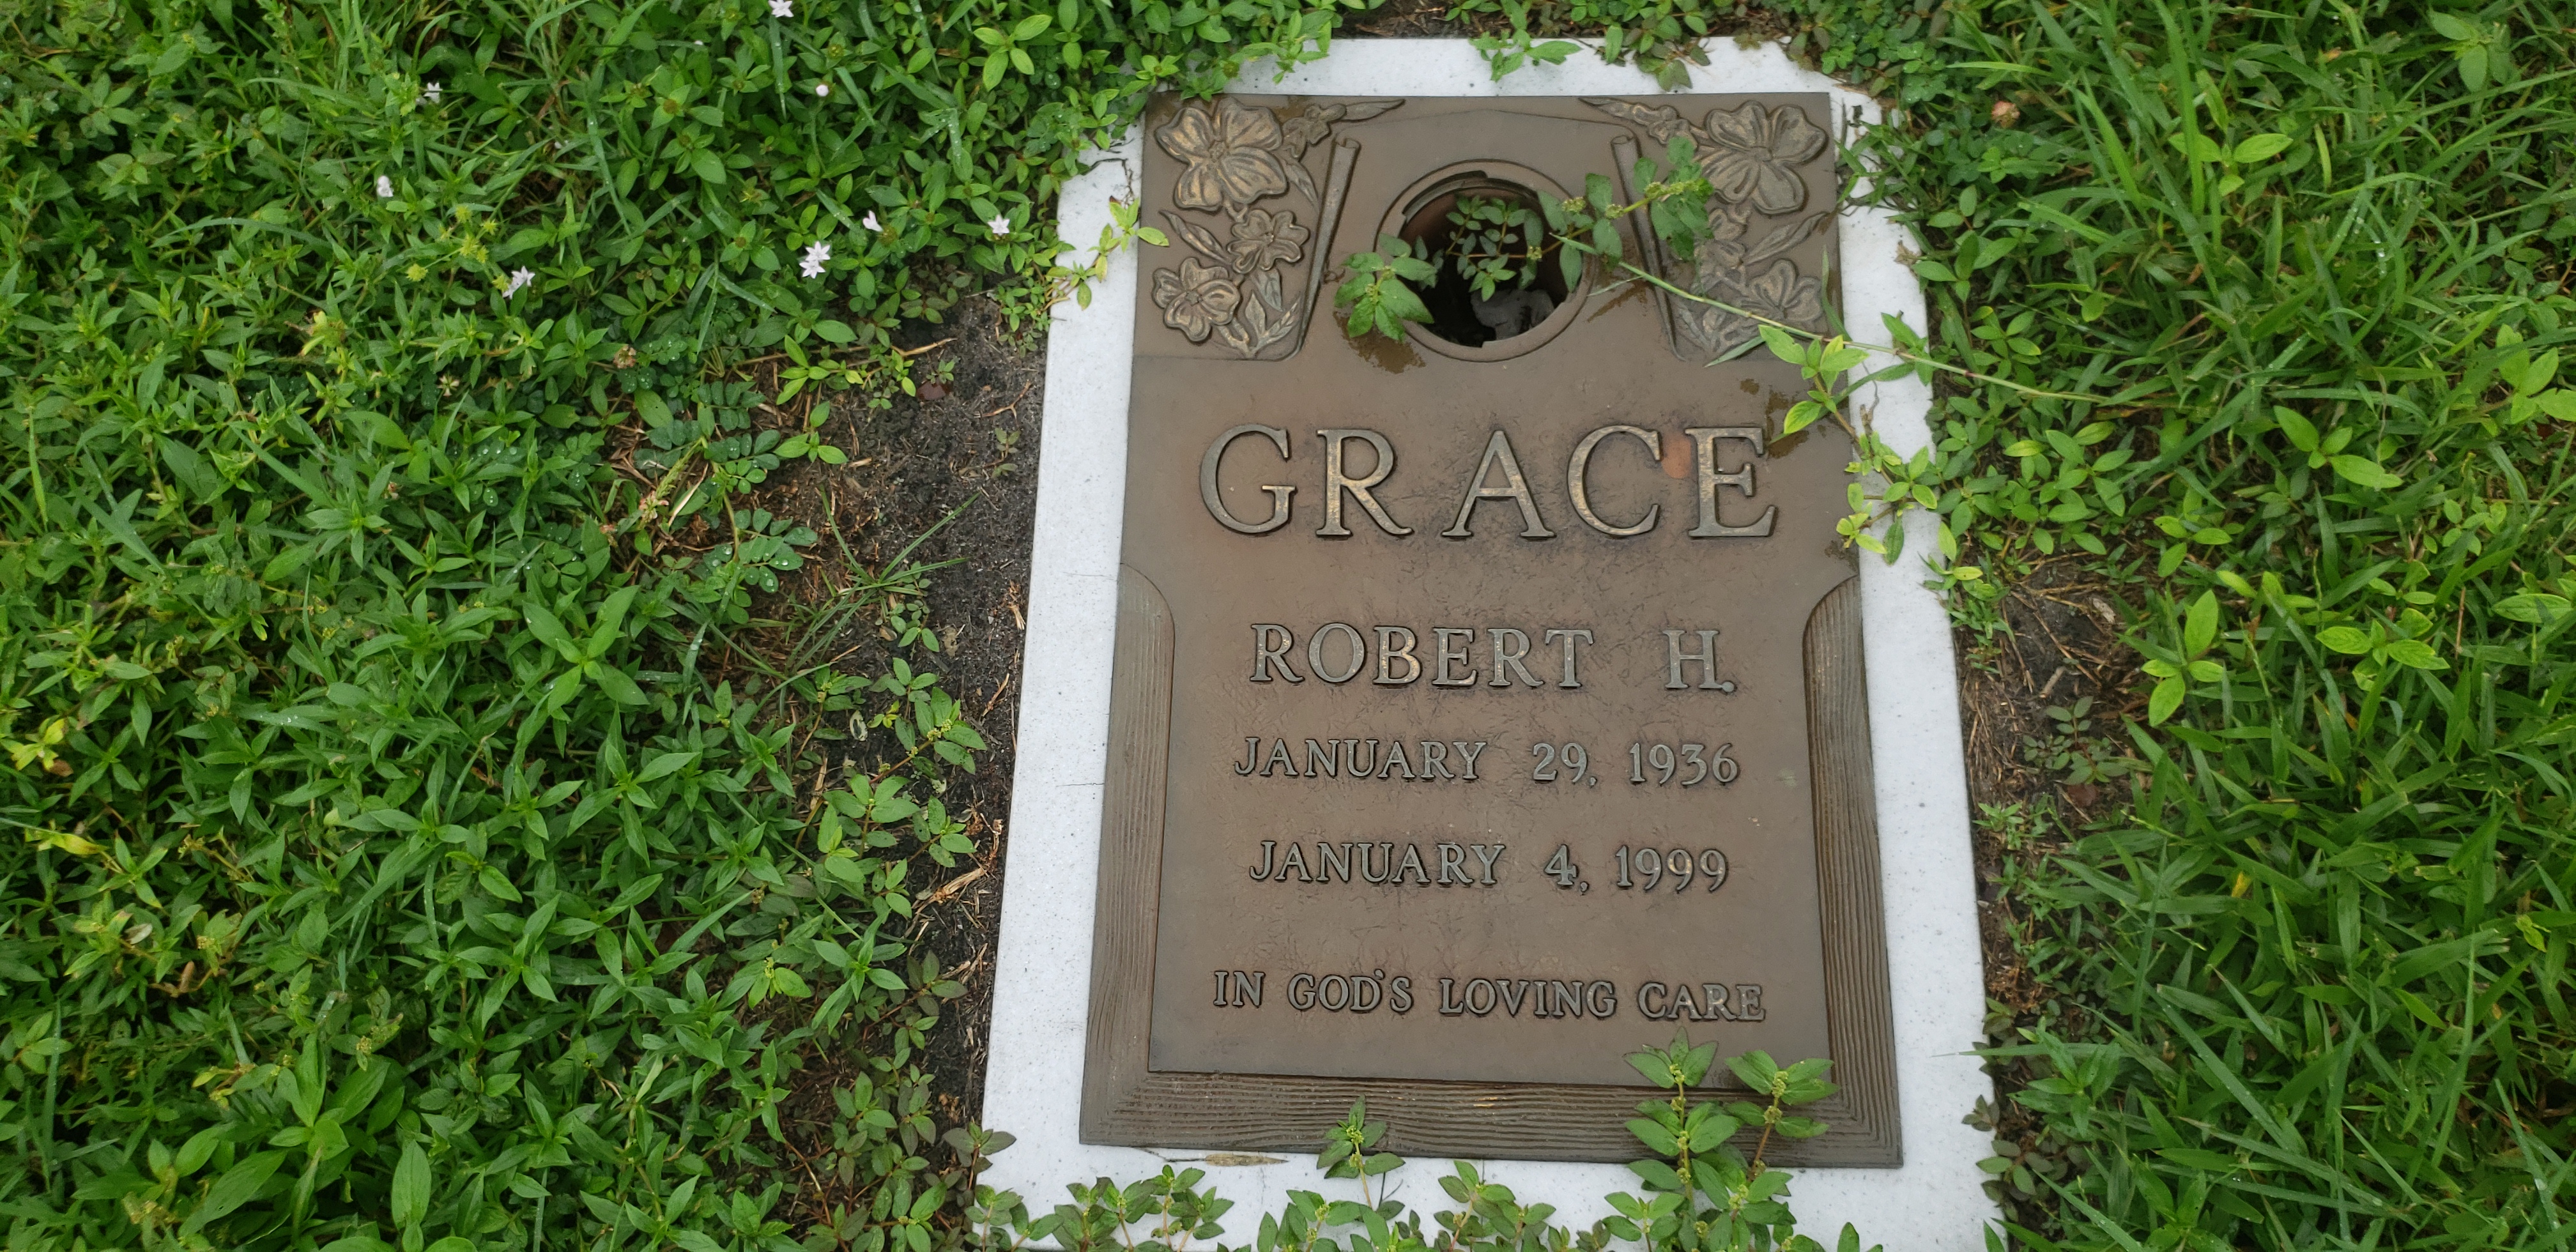 GRACE
ROBERT H.
JANUARY 29, 1936
JANUARY 4, 1999
IN GOD'S LOVING CARE